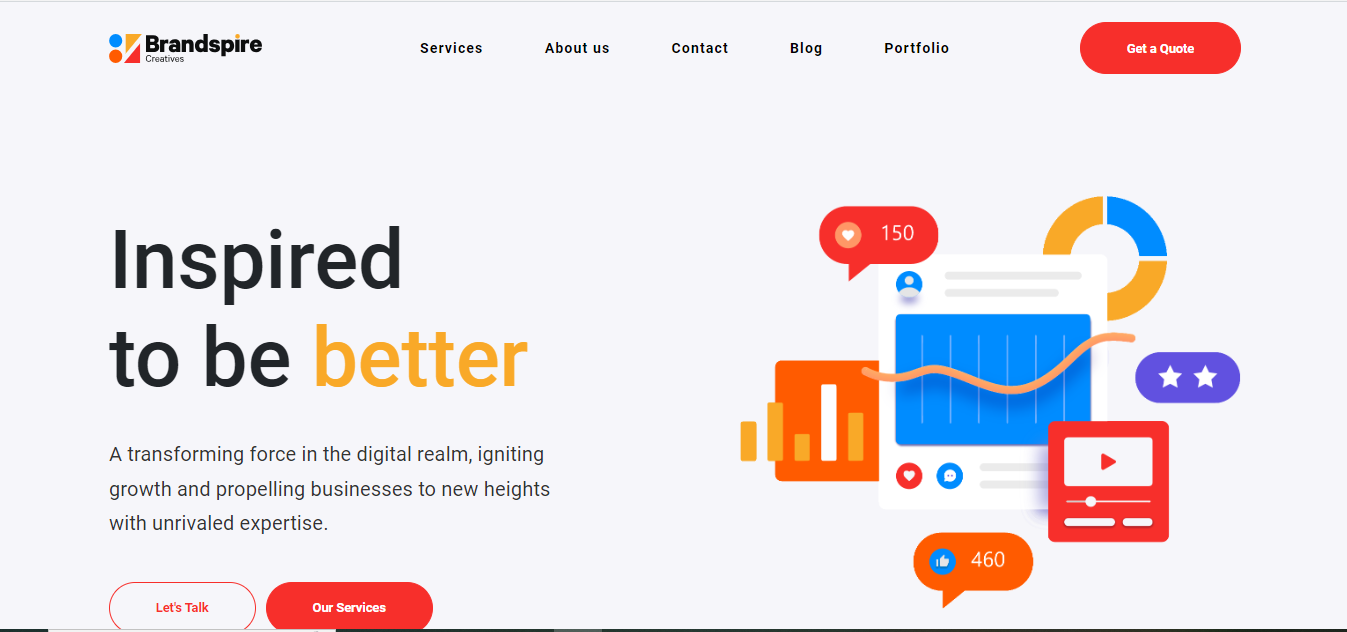 Brandspire
Creatives
Services
About us
Contact
Blog
Portfolio
Get a Quote
Inspired
to be better
A transforming force in the digital realm, igniting
growth and propelling businesses to new heights
with unrivaled expertise.
Let's Talk
Our Services
150
460